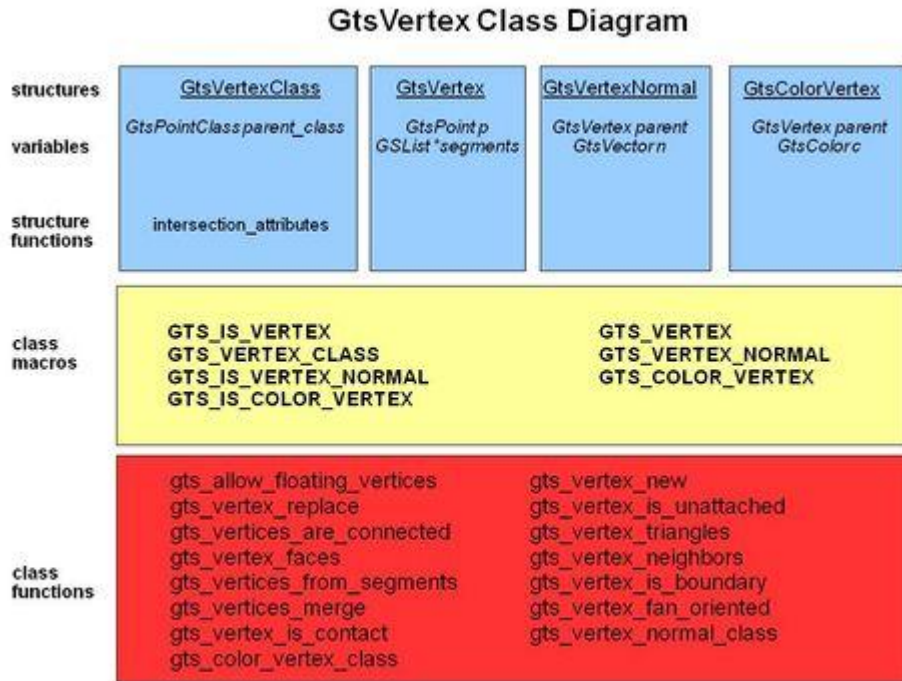 GtsVertex Class Diagram
structures
GtsVertexClass
GtsVertex
GtsVertexNormal
GtsColorVertex
variables
GtsPointClass parent_class
GtsPoint p
GSList *segments
GtsVertex parent
GtsVector n
GtsVertex parent
GtsColor c
structure
functions
intersection_attributes
class
macros
GTS_IS_VERTEX
GTS_VERTEX_CLASS
GTS_IS_VERTEX_NORMAL
GTS_IS_COLOR_VERTEX
GTS_VERTEX
GTS_VERTEX_NORMAL
GTS_COLOR_VERTEX
class
functions
gts_allow_floating_vertices
gts_vertex_replace
gts_vertices_are_connected
gts_vertex_faces
gts_vertices_from_segments
gts_vertices_merge
gts_vertex_is_contact
gts_color_vertex_class
gts_vertex_new
gts_vertex_is_unattached
gts_vertex_triangles
gts_vertex_neighbors
gts_vertex_is_boundary
gts_vertex_fan_oriented
gts_vertex_normal_class